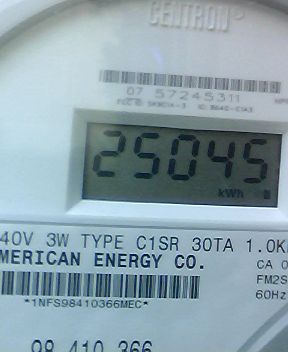 CENTRON®
07 57245311
25045
kWh
40V 3W TYPE C1SR 30TA 1.0K
MERICAN ENERGY CO.
CA 0
FM2S
60Hz
*1NFS98410366MEC*
98 410 366